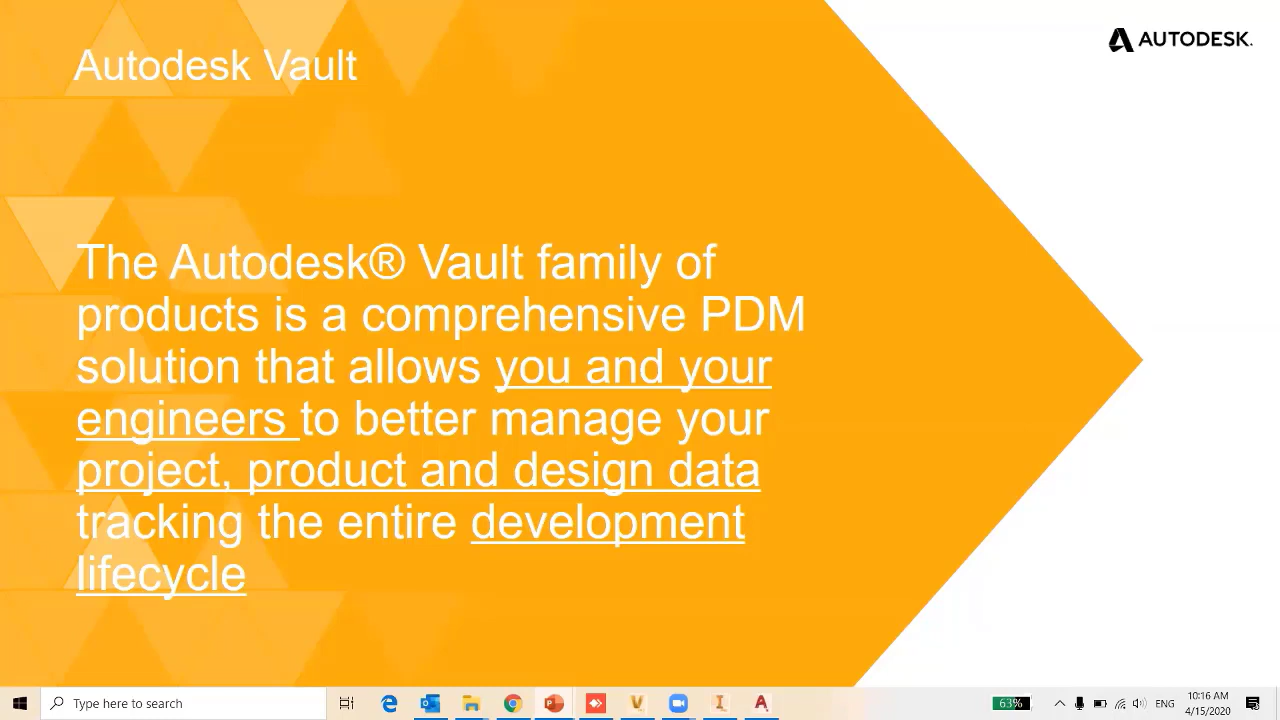 Autodesk Vault
AUTODESK.
The Autodesk® Vault family of
products is a comprehensive PDM
solution that allows you and your
engineers to better manage your
project, product and design data
tracking the entire development
lifecycle
Type here to search
63%
ENG
10:16 AM
4/15/2020